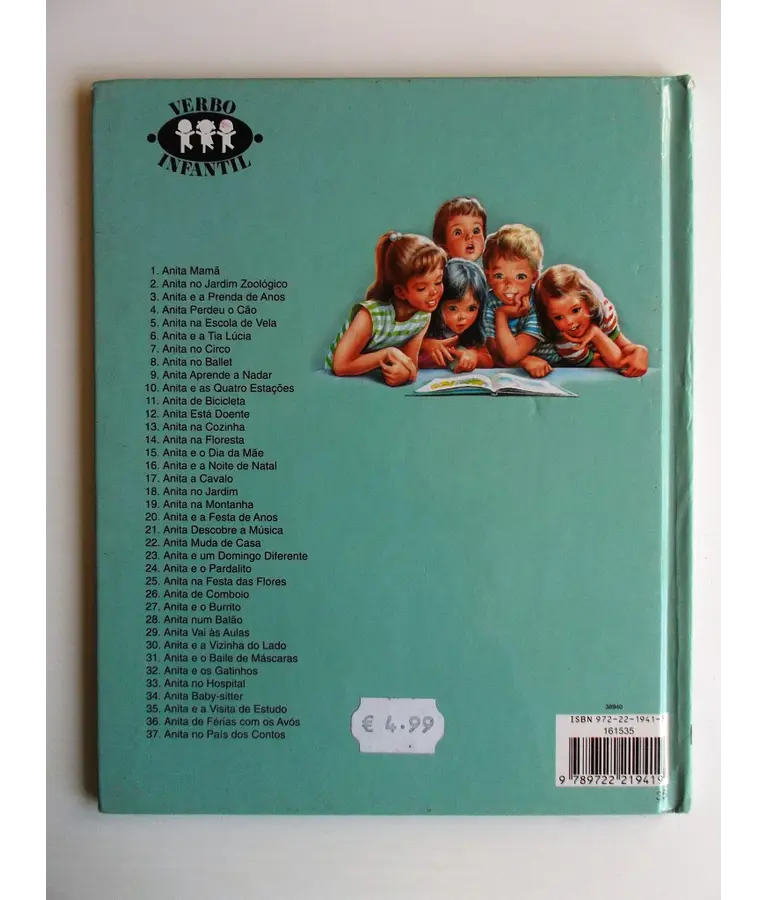 VERBO
INFANTIL
1. Anita Mamã
2. Anita no Jardim Zoológico
3. Anita e a Prenda de Anos
4. Anita Perdeu o Cão
5. Anita na Escola de Vela
6. Anita e a Tia Lúcia
7. Anita no Circo
8. Anita no Ballet
9. Anita Aprende a Nadar
10. Anita e as Quatro Estações
11. Anita de Bicicleta
12. Anita Está Doente
13. Anita na Cozinha
14. Anita na Floresta
15. Anita e o Dia da Mãe
16. Anita e a Noite de Natal
17. Anita a Cavalo
18. Anita no Jardim
19. Anita na Montanha
20. Anita e a Festa de Anos
21. Anita Descobre a Música
22. Anita Muda de Casa
23. Anita e um Domingo Diferente
24. Anita e o Pardalito
25. Anita na Festa das Flores
26. Anita de Comboio
27. Anita e o Burrito
28. Anita num Balão
29. Anita Vai às Aulas
30. Anita e a Vizinha do Lado
31. Anita e o Baile de Máscaras
32. Anita e os Gatinhos
33. Anita no Hospital
34. Anita Baby-sitter
35. Anita e a Visita de Estudo
36. Anita de Férias com os Avós
37. Anita no País dos Contos
€ 4.99
38940
ISBN 972-22-1941-
161535
9 789722 219419